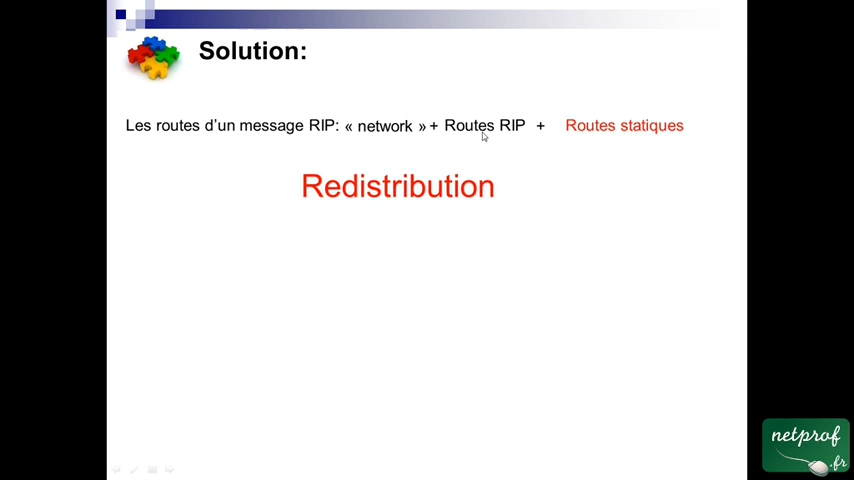 Solution:
Les routes d’un message RIP: « network » + Routes RIP + Routes statiques
Redistribution
netprof
.fr